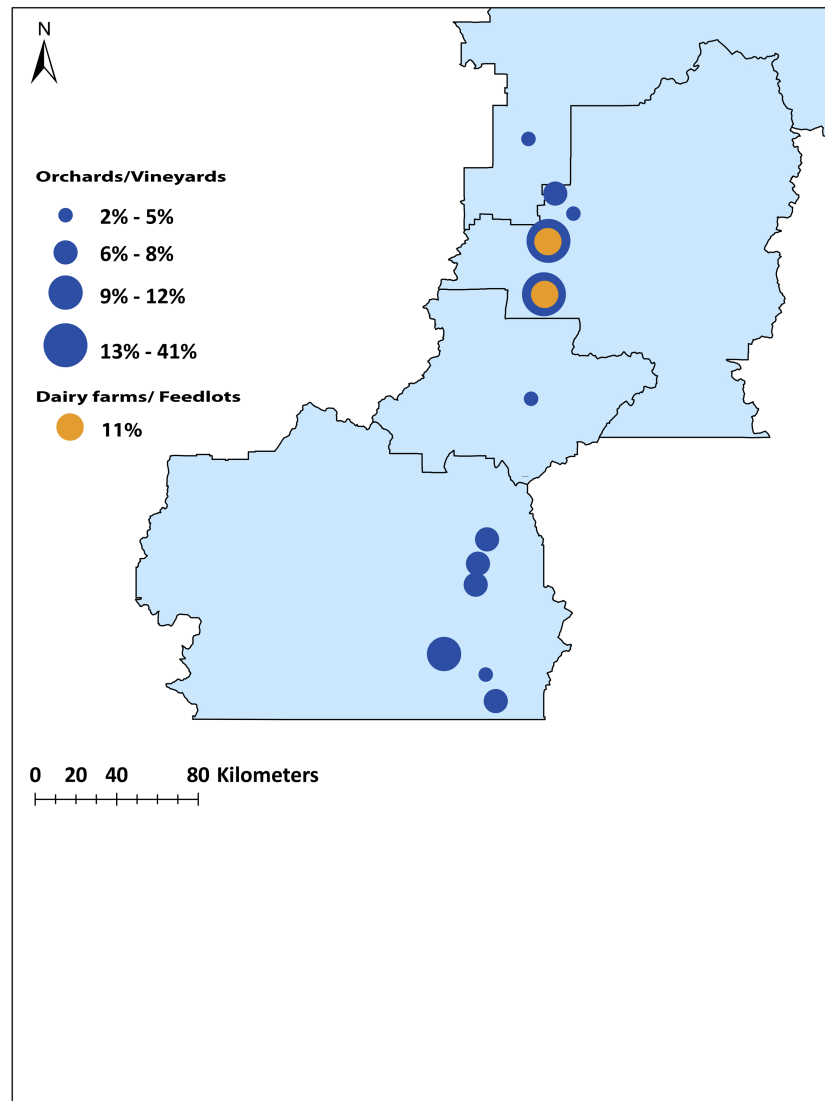 N
Orchards/Vineyards
2% - 5%
6% - 8%
9% - 12%
13% - 41%
Dairy farms/ Feedlots
11%
0 20 40 80 Kilometers